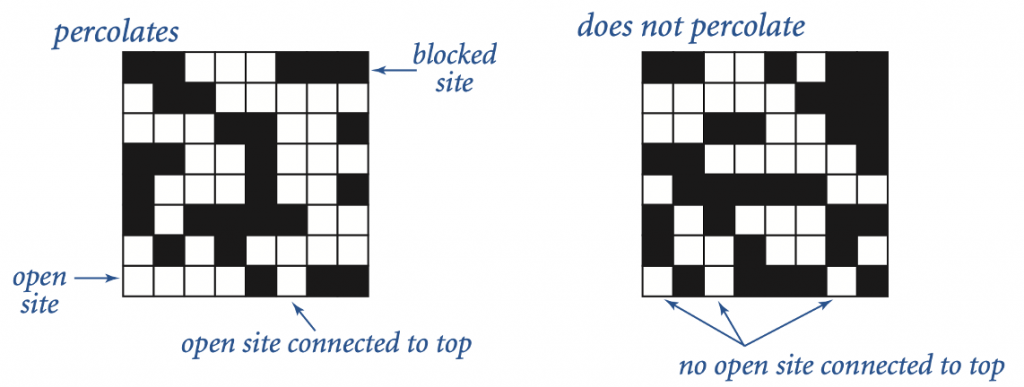 percolates
blocked
site
open
site
open site connected to top
does not percolate
no open site connected to top